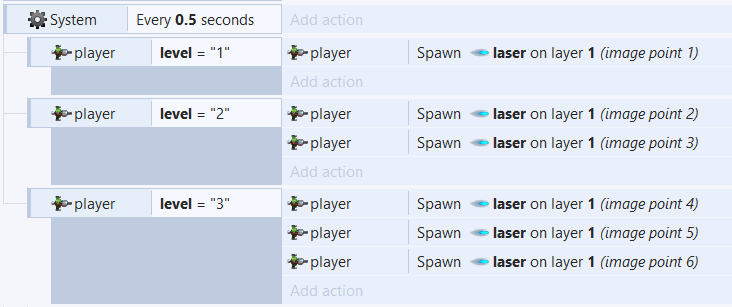 System Every 0.5 seconds Add action
player level = "1" player Spawn laser on layer 1 (image point 1)
Add action
player level = "2" player Spawn laser on layer 1 (image point 2)
player Spawn laser on layer 1 (image point 3)
Add action
player level = "3" player Spawn laser on layer 1 (image point 4)
player Spawn laser on layer 1 (image point 5)
player Spawn laser on layer 1 (image point 6)
Add action